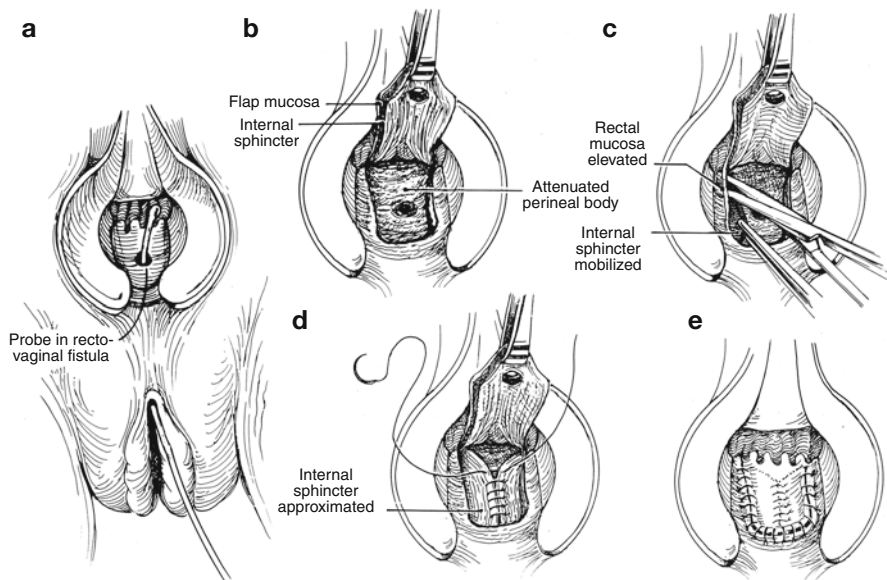 a
Probe in recto-
vaginal fistula
b
Flap mucosa
Internal
sphincter
Attenuated
perineal body
c
Rectal
mucosa
elevated
Internal
sphincter
mobilized
d
Internal
sphincter
approximated
e